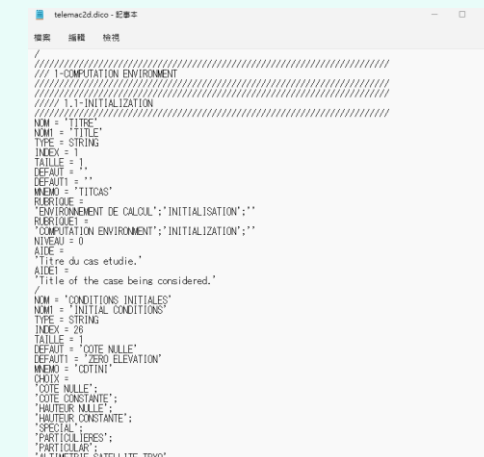 telemac2d.dico - 記事本
檔案 編輯 檢視
/
/////////////////////////////////////////////////////////////////////
/// 1-COMPUTATION ENVIRONMENT
/////////////////////////////////////////////////////////////////////
/////////////////////////////////////////////////////////////////////
///// 1.1-INITIALIZATION
/////////////////////////////////////////////////////////////////////
NOM = 'TITRE'
NOM1 = 'TITLE'
TYPE = STRING
INDEX = 1
TAILLE = 1
DEFAUT = ''
DEFAUT1 = ''
MNEMO = 'TITCAS'
RUBRIQUE =
'ENVIRONNEMENT DE CALCUL';'INITIALISATION';''
RUBRIQUE1 =
'COMPUTATION ENVIRONMENT';'INITIALIZATION';''
NIVEAU = 0
AIDE =
'Titre du cas etudie.'
AIDE1 =
'Title of the case being considered.'
/
NOM = 'CONDITIONS INITIALES'
NOM1 = 'INITIAL CONDITIONS'
TYPE = STRING
INDEX = 26
TAILLE = 1
DEFAUT = 'COTE NULLE'
DEFAUT1 = 'ZERO ELEVATION'
MNEMO = 'CDTINI'
CHOIX =
'COTE NULLE';
'COTE CONSTANTE';
'HAUTEUR NULLE';
'HAUTEUR CONSTANTE';
'SPECIAL';
'PARTICULIERES';
'PARTICULAR';
'ALTIMETRIE SATELLITE TPXO'